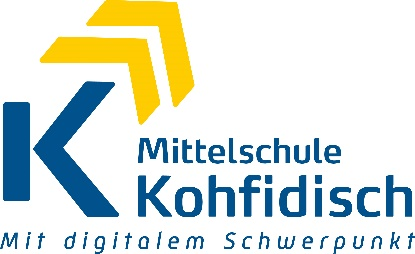 K
Mittelschule
Kohfidisch
Mit digitalem Schwerpunkt